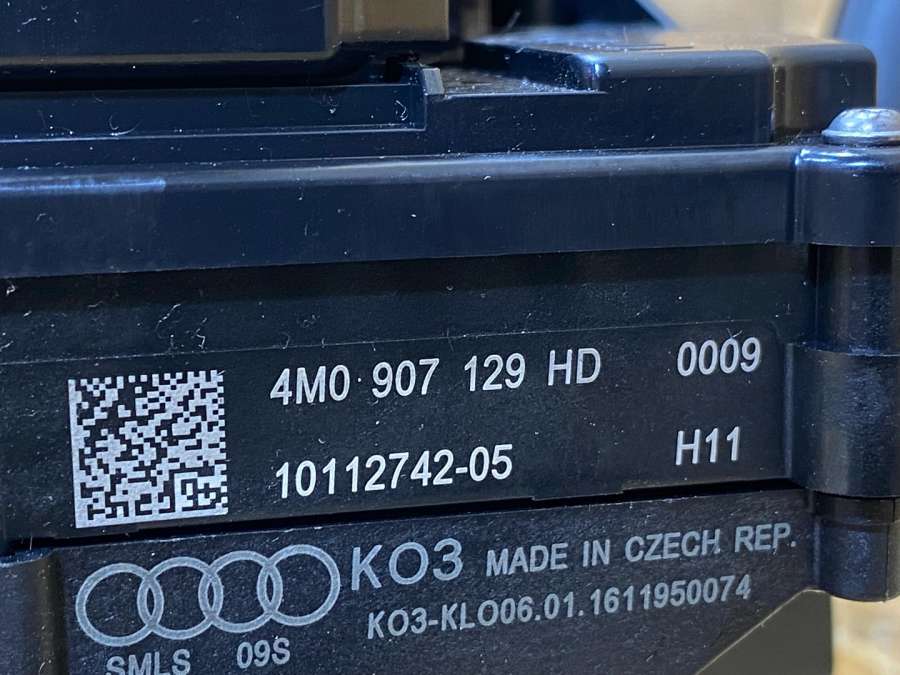 4M0 907 129 HD 0009
10112742-05 H11
KO3 MADE IN CZECH REP.
KO3-KLO06.01.1611950074
SMLS 09S